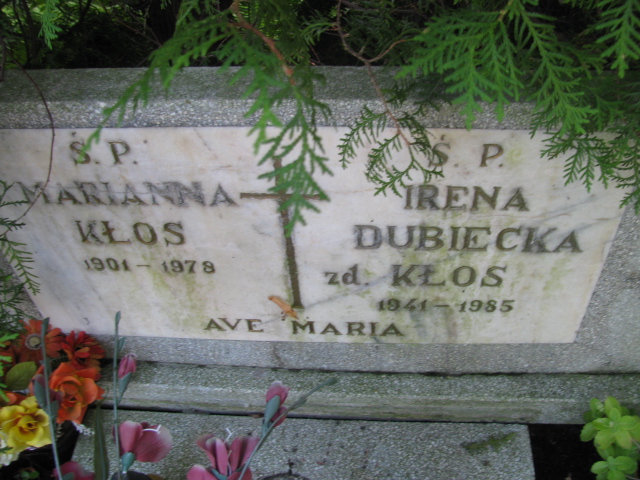 Ś.P.
MARIANNA
KŁOS
1901-1978
Ś. P.
IRENA
DUBIECKA
zd. KŁOS
1941-1985
AVE MARIA